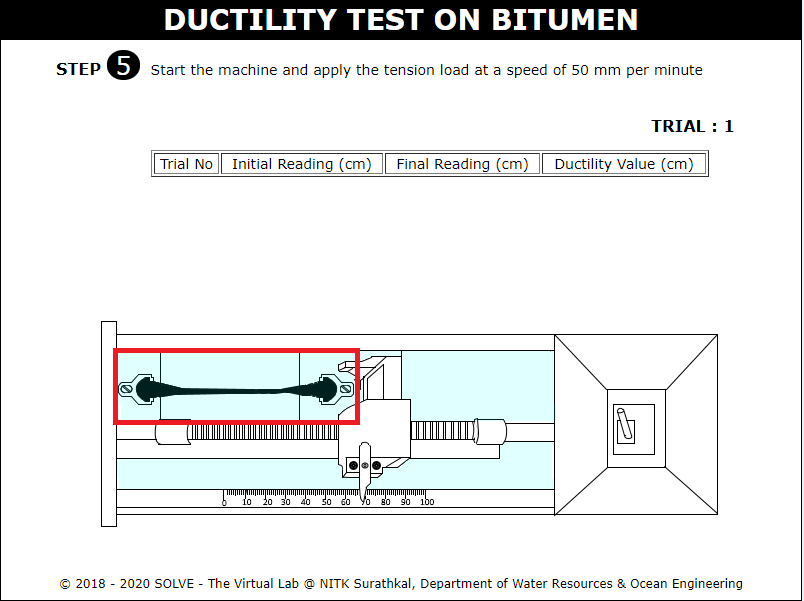 DUCTILITY TEST ON BITUMEN
STEP 5 Start the machine and apply the tension load at a speed of 50 mm per minute
TRIAL : 1
Trial No Initial Reading (cm) Final Reading (cm) Ductility Value (cm)
0 10 20 30 40 50 60 70 80 90 100
© 2018 - 2020 SOLVE - The Virtual Lab @ NITK Surathkal, Department of Water Resources & Ocean Engineering